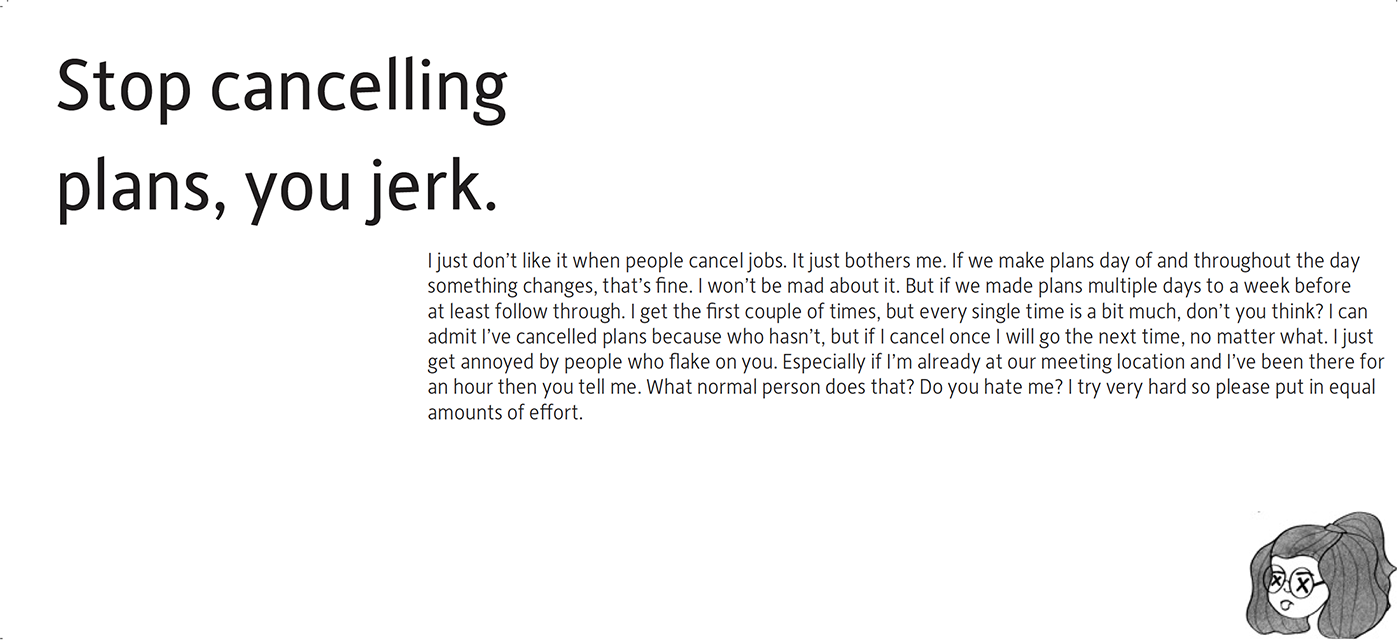 Stop cancelling
plans, you jerk.
I just don’t like it when people cancel jobs. It just bothers me. If we make plans day of and throughout the day
something changes, that’s fine. I won’t be mad about it. But if we made plans multiple days to a week before
at least follow through. I get the first couple of times, but every single time is a bit much, don’t you think? I can
admit I’ve cancelled plans because who hasn’t, but if I cancel once I will go the next time, no matter what. I just
get annoyed by people who flake on you. Especially if I’m already at our meeting location and I’ve been there for
an hour then you tell me. What normal person does that? Do you hate me? I try very hard so please put in equal
amounts of effort.